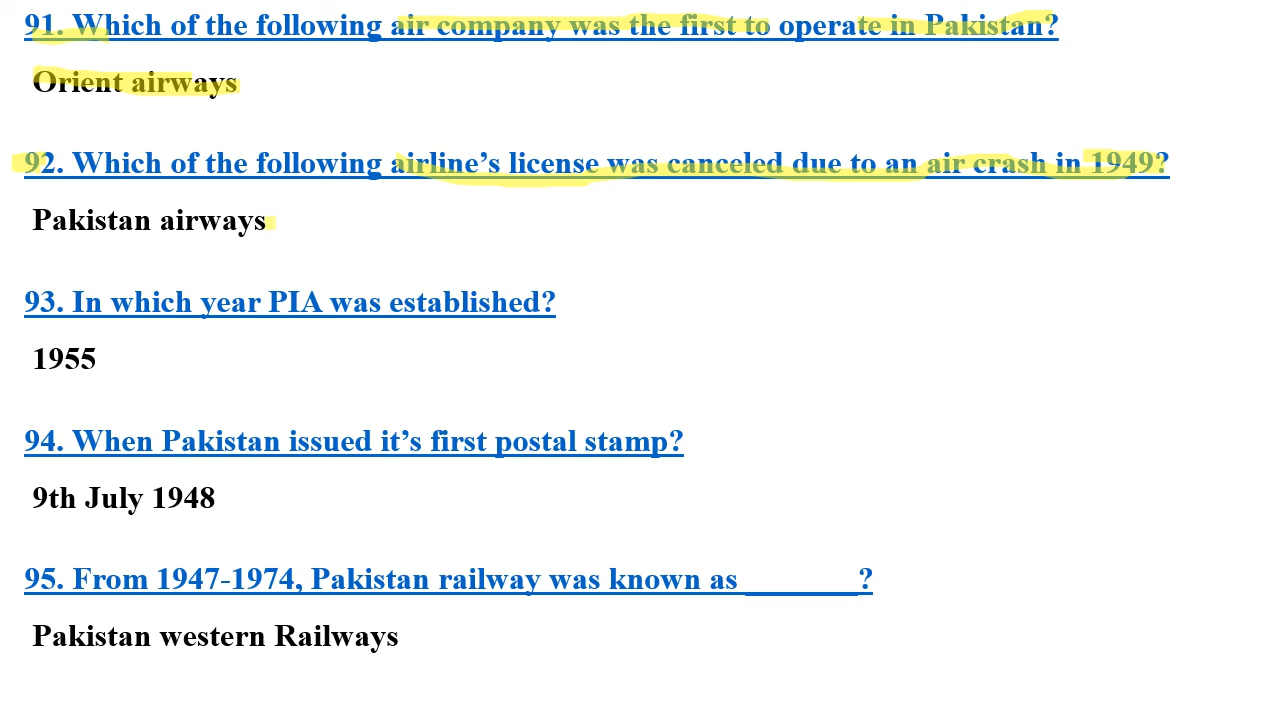 91. Which of the following air company was the first to operate in Pakistan?
Orient airways
92. Which of the following airline’s license was canceled due to an air crash in 1949?
Pakistan airways
93. In which year PIA was established?
1955
94. When Pakistan issued it’s first postal stamp?
9th July 1948
95. From 1947-1974, Pakistan railway was known as _______?
Pakistan western Railways